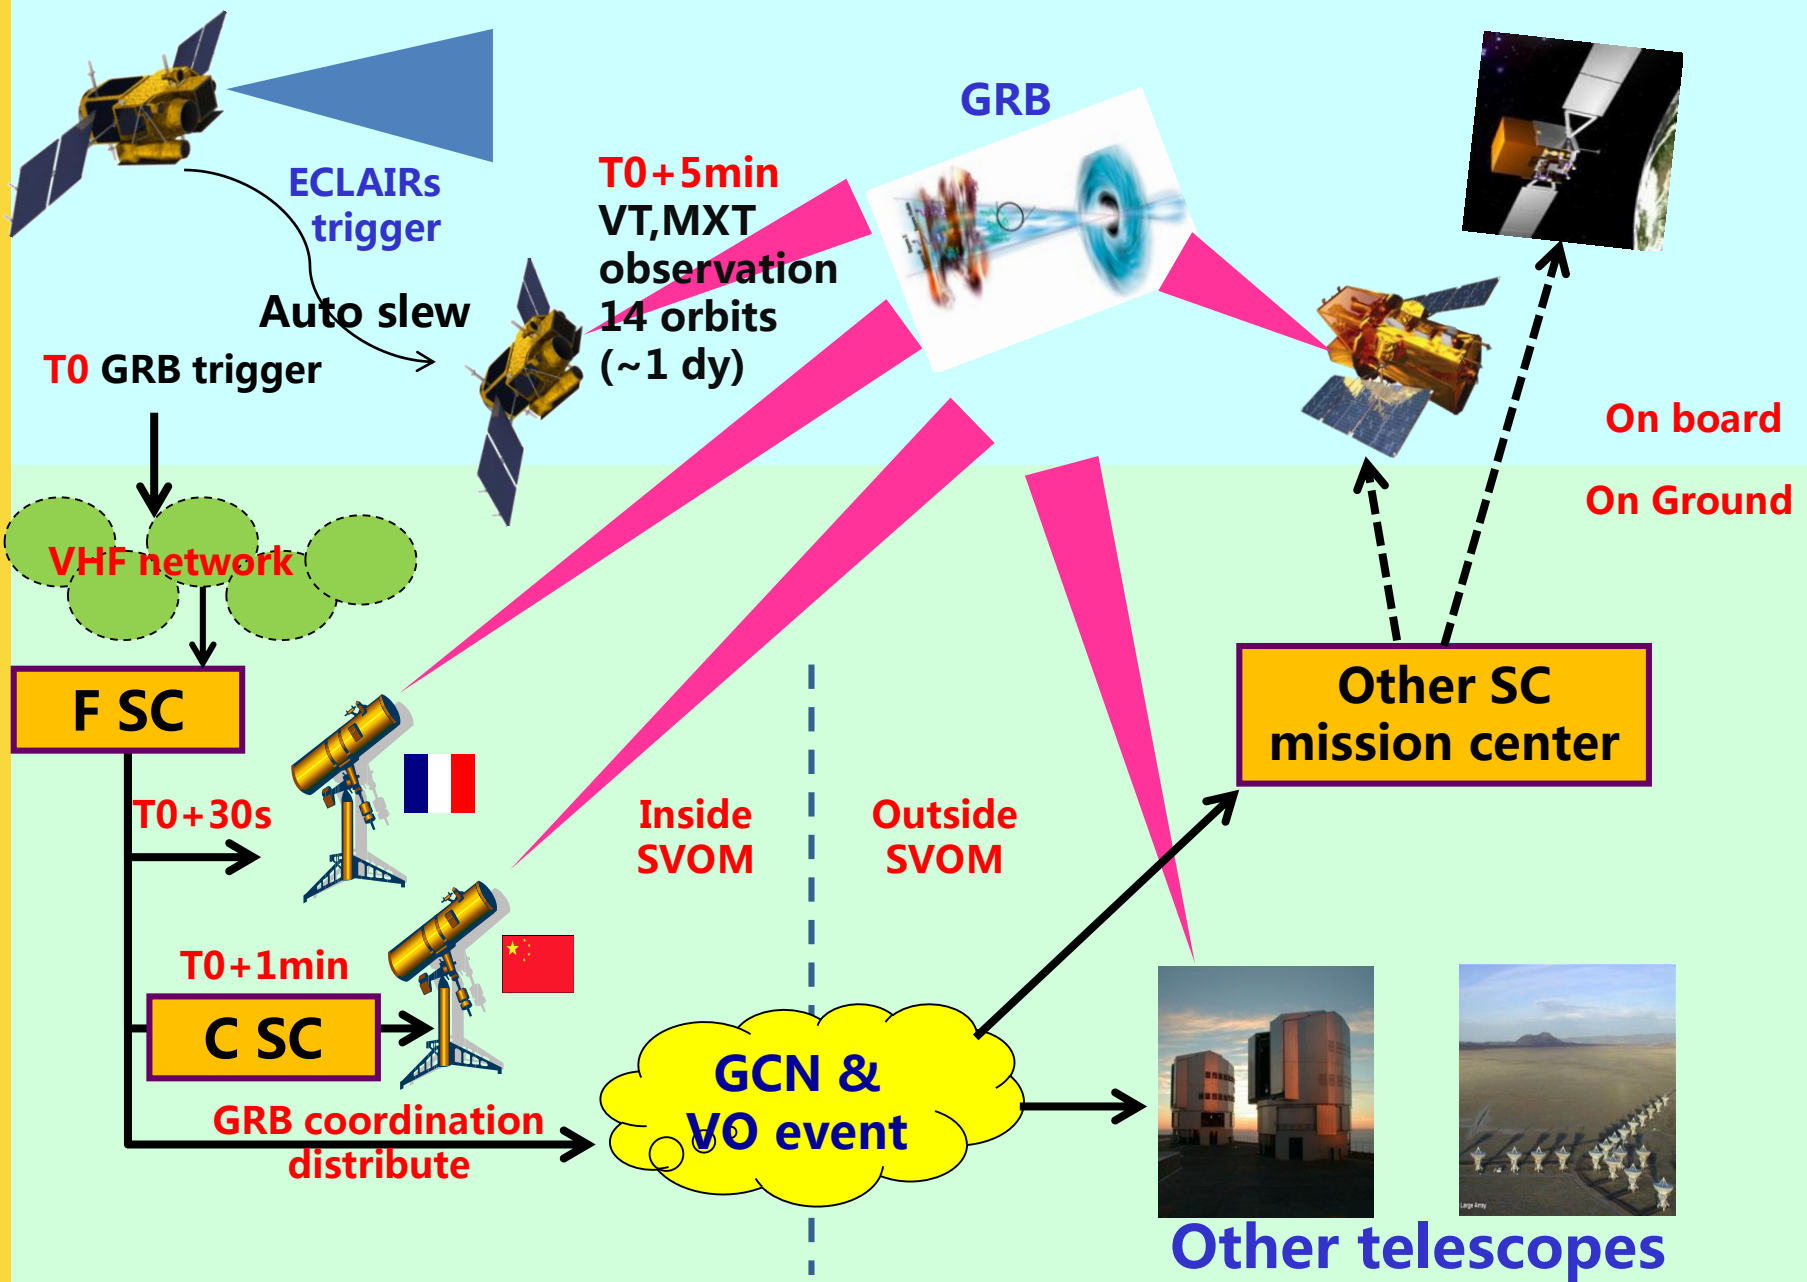 GRB
ECLAIRs
trigger
T0+5min
VT,MXT
observation
14 orbits
(~1 dy)
Auto slew
T0 GRB trigger
On board
On Ground
VHF network
F SC
Other SC
mission center
T0+30s
Inside
SVOM
Outside
SVOM
T0+1min
C SC
GCN &
VO event
GRB coordination
distribute
Large Array
Other telescopes